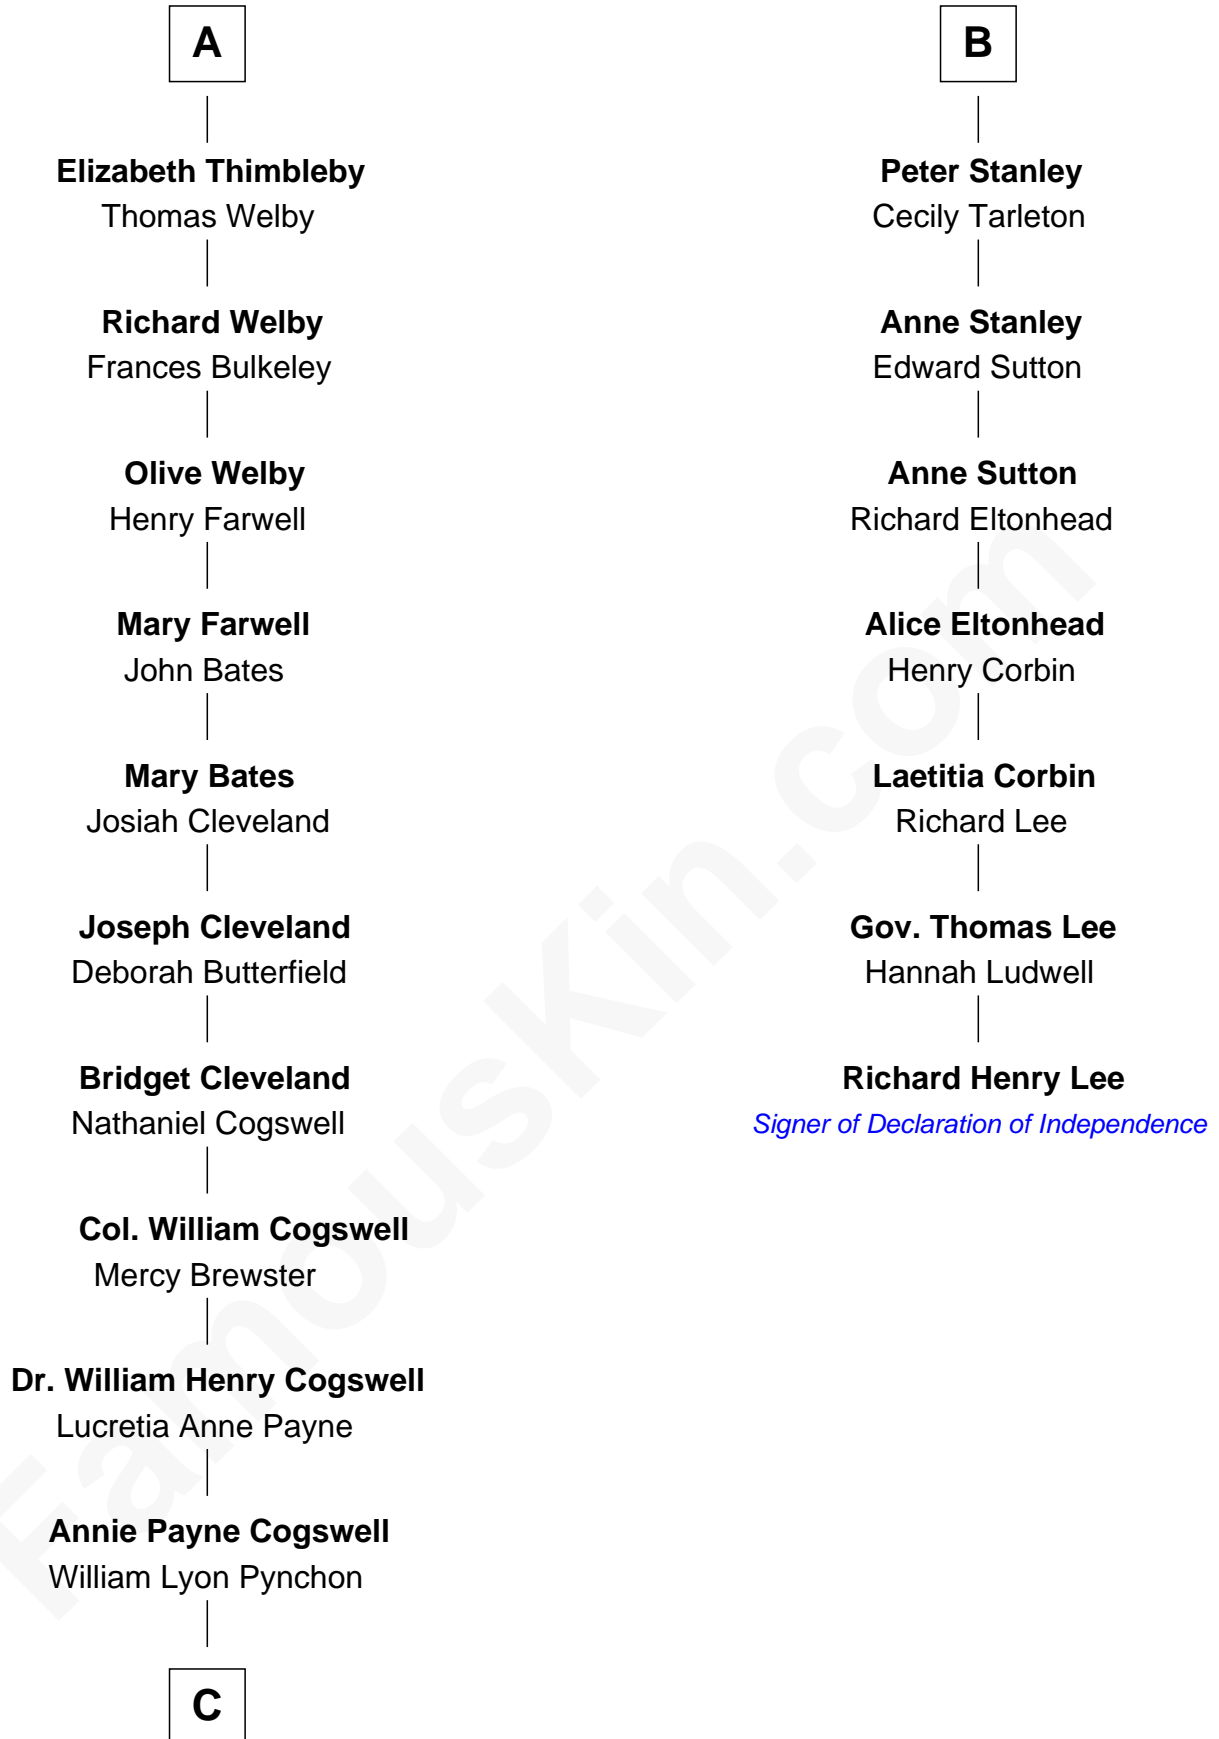 A
Elizabeth Thimbleby
Thomas Welby
Richard Welby
Frances Bulkeley
Olive Welby
Henry Farwell
Mary Farwell
John Bates
Mary Bates
Josiah Cleveland
Joseph Cleveland
Deborah Butterfield
Bridget Cleveland
Nathaniel Cogswell
Col. William Cogswell
Mercy Brewster
Dr. William Henry Cogswell
Lucretia Anne Payne
Annie Payne Cogswell
William Lyon Pynchon
C
B
Peter Stanley
Cecily Tarleton
Anne Stanley
Edward Sutton
Anne Sutton
Richard Eltonhead
Alice Eltonhead
Henry Corbin
Laetitia Corbin
Richard Lee
Gov. Thomas Lee
Hannah Ludwell
Richard Henry Lee
Signer of Declaration of Independence
FamousKin.com